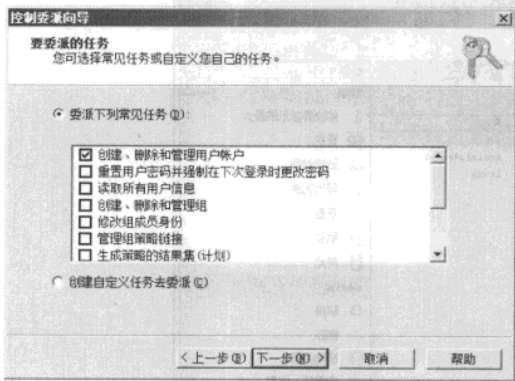 控制委派向导
要委派的任务
您可选择常见任务或自定义您自己的任务。
委派下列常见任务(D):
创建、删除和管理用户帐户
重置用户密码并强制在下次登录时更改密码
读取所有用户信息
创建、删除和管理组
修改组成员身份
管理组策略链接
生成策略的结果集(计划)
创建自定义任务去委派(C)
<上一步(B)
下一步(N)>
取消
帮助